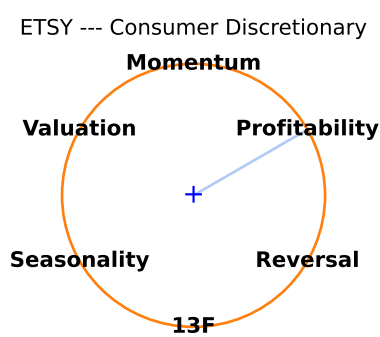 ETSY --- Consumer Discretionary
Momentum
Valuation
Profitability
Seasonality
Reversal
13F